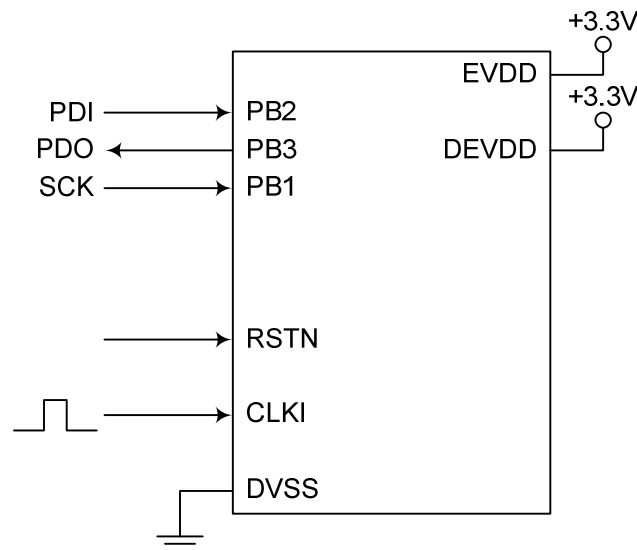 +3.3V
EVDD
+3.3V
PDI PB2
PDO PB3 DEVDD
SCK PB1
RSTN
CLKI
DVSS